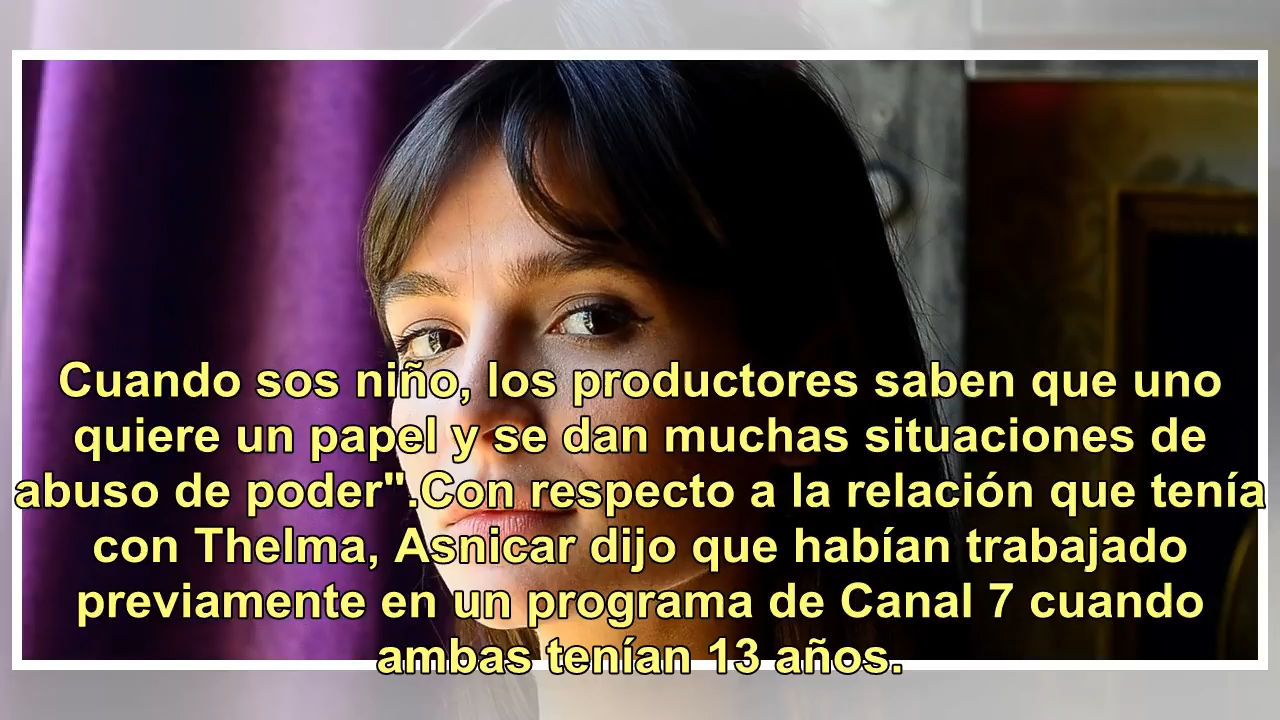 Cuando sos niño, los productores saben que uno
quiere un papel y se dan muchas situaciones de
abuso de poder".Con respecto a la relación que tenía
con Thelma, Asnicar dijo que habían trabajado
previamente en un programa de Canal 7 cuando
ambas tenían 13 años.